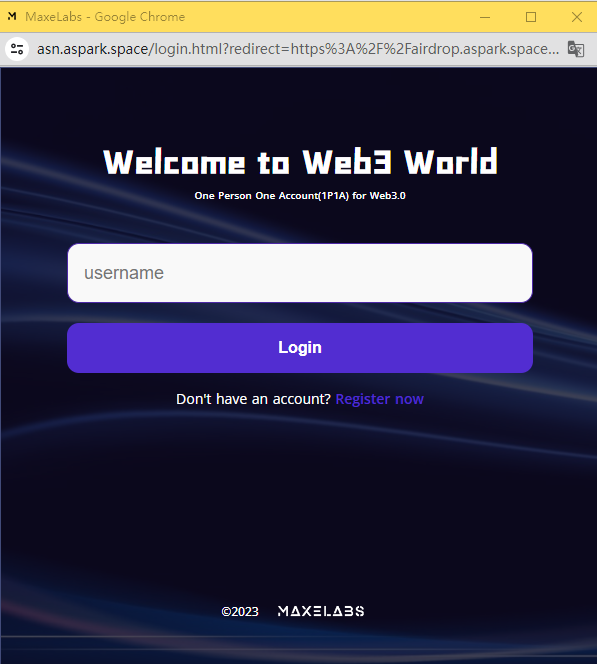 MaxeLabs - Google Chrome
asn.aspark.space/login.html?redirect=https%3A%2F%2Fairdrop.aspark.space...
Welcome to Web3 World
One Person One Account(1P1A) for Web3.0
username
Login
Don't have an account? Register now
©2023 MAXELABS